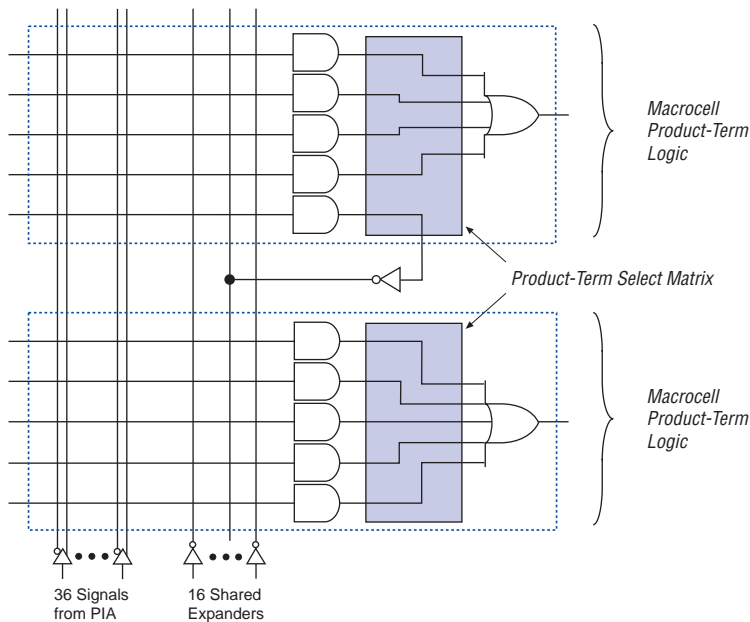 Macrocell
Product-Term
Logic
Product-Term Select Matrix
Macrocell
Product-Term
Logic
36 Signals
from PIA
16 Shared
Expanders